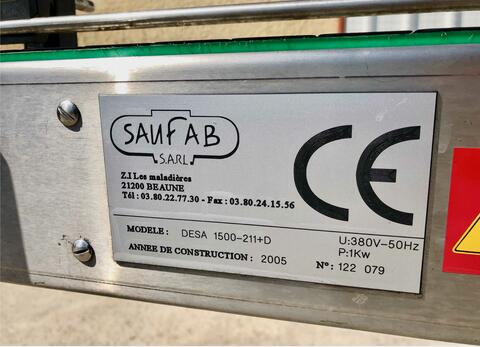 SAUFAB
S.A.R.L
Z.I Les maladières
21200 BEAUNE
Tél : 03.80.22.77.30 - Fax : 03.80.24.15.56
CE
MODELE: DESA 1500-211+D U:380V-50Hz
P:1Kw
ANNEE DE CONSTRUCTION: 2005 N°: 122 079